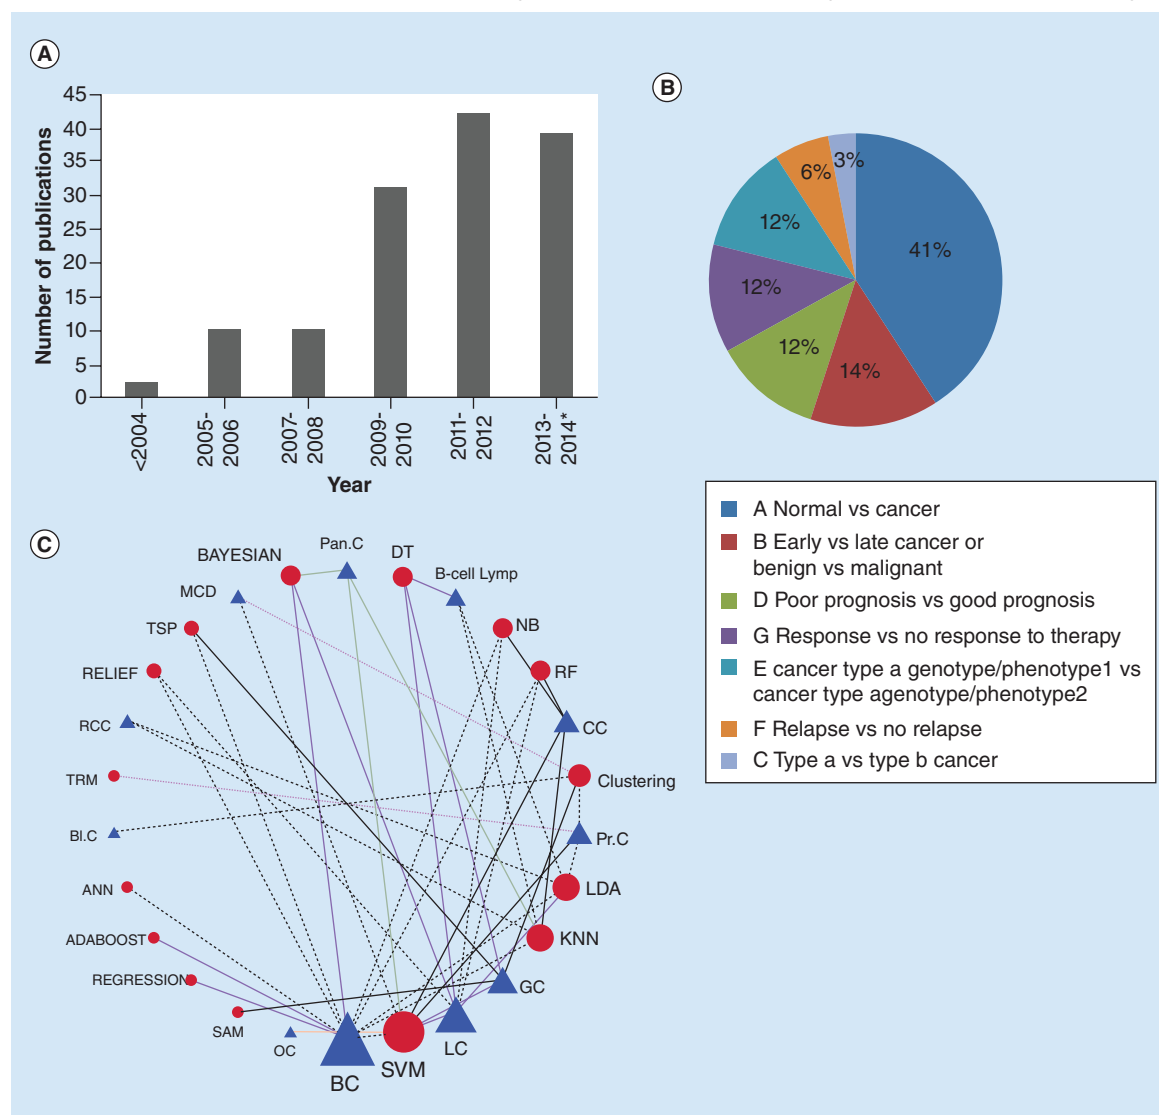 A
45
40
35
30
25
20
15
10
5
0
Number of publications
<2004
2005-
2006
2007-
2008
2009-
2010
2011-
2012
2013-
2014*
Year
B
3%
6%
12%
41%
12%
12%
14%
A Normal vs cancer
B Early vs late cancer or
benign vs malignant
D Poor prognosis vs good prognosis
G Response vs no response to therapy
E cancer type a genotype/phenotype1 vs
cancer type agenotype/phenotype2
F Relapse vs no relapse
C Type a vs type b cancer
C
Pan.C
DT
BAYESIAN
B-cell Lymp
MCD
TSP
NB
RELIEF
RF
RCC
CC
TRM
Clustering
Bl.C
Pr.C
ANN
LDA
ADABOOST
KNN
REGRESSION
GC
SAM
OC
LC
SVM
BC